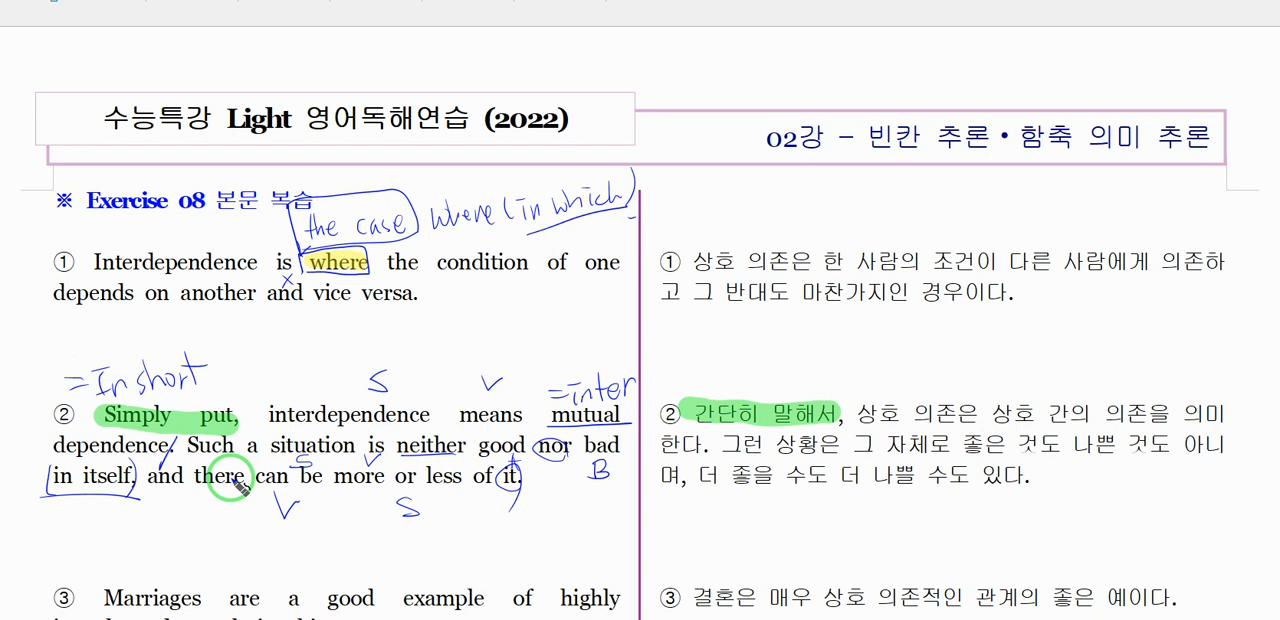 수능특강 Light 영어독해연습 (2022)
02강 – 빈칸 추론•함축 의미 추론
※ Exercise 08 본문 복습
the case where (in which)
① Interdependence is where the condition of one
x
depends on another and vice versa.
= In short S V = inter
② Simply put, interdependence means mutual
dependence. Such a situation is neither good nor bad
S V
in itself, and there can be more or less of it.
B
V S
③ Marriages are a good example of highly
① 상호 의존은 한 사람의 조건이 다른 사람에게 의존하
고 그 반대도 마찬가지인 경우이다.
② 간단히 말해서, 상호 의존은 상호 간의 의존을 의미
한다. 그런 상황은 그 자체로 좋은 것도 나쁜 것도 아니
며, 더 좋을 수도 더 나쁠 수도 있다.
③ 결혼은 매우 상호 의존적인 관계의 좋은 예이다.